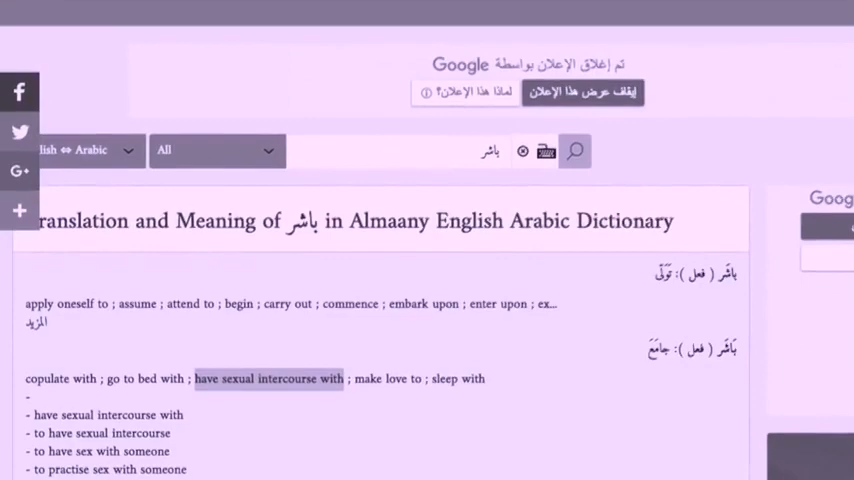 تم إغلاق الإعلان بواسطة Google
إيقاف عرض هذا الإعلان
لماذا هذا الإعلان؟
lish ⇔ Arabic
All
باشر
ranslation and Meaning of باشر in Almaany English Arabic Dictionary
باشَر ( فعل ): تَوَلّى
apply oneself to ; assume ; attend to ; begin ; carry out ; commence ; embark upon ; enter upon ; ex...
المزيد
بَاشَر ( فعل ): جامَعَ
copulate with ; go to bed with ; have sexual intercourse with ; make love to ; sleep with
-
- have sexual intercourse with
- to have sexual intercourse
- to have sex with someone
- to practise sex with someone
Goog